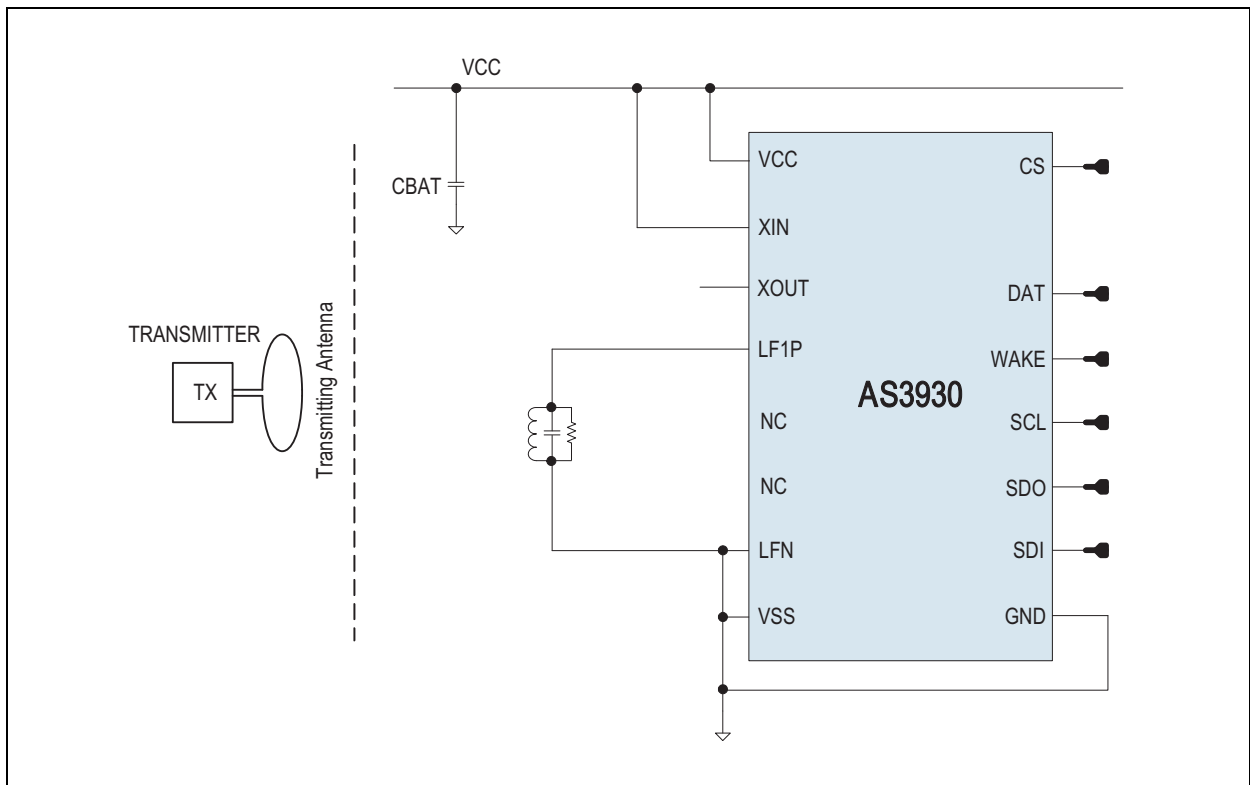 VCC
CBAT
TRANSMITTER
TX
Transmitting Antenna
VCC
XIN
XOUT
LF1P
NC
NC
LFN
VSS
AS3930
CS
DAT
WAKE
SCL
SDO
SDI
GND